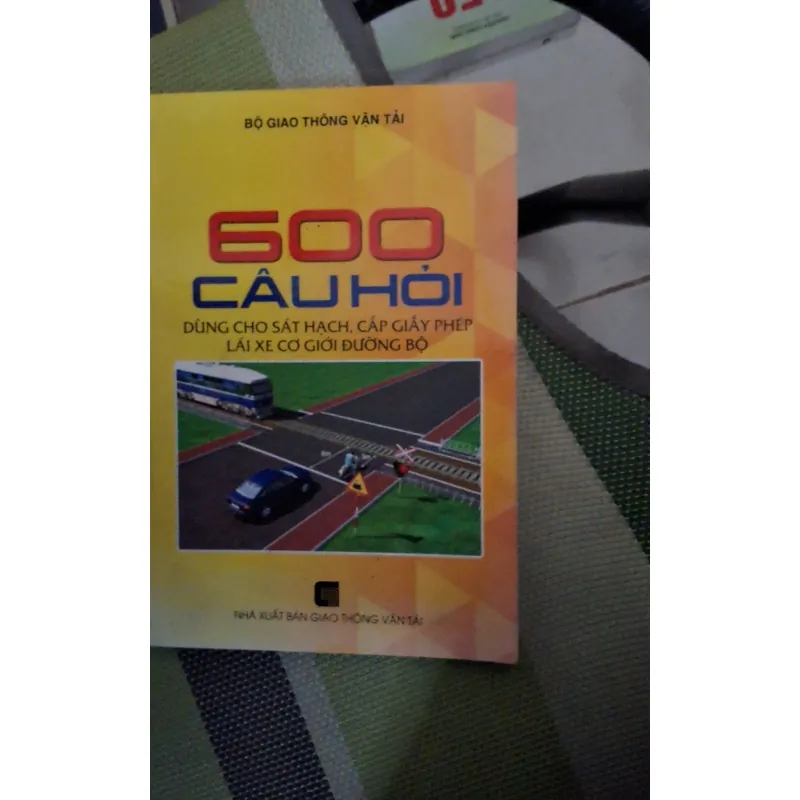 BỘ GIAO THÔNG VẬN TẢI
600
CÂU HỎI
DÙNG CHO SÁT HẠCH, CẤP GIẤY PHÉP
LÁI XE CƠ GIỚI ĐƯỜNG BỘ
NHÀ XUẤT BẢN GIAO THÔNG VẬN TẢI